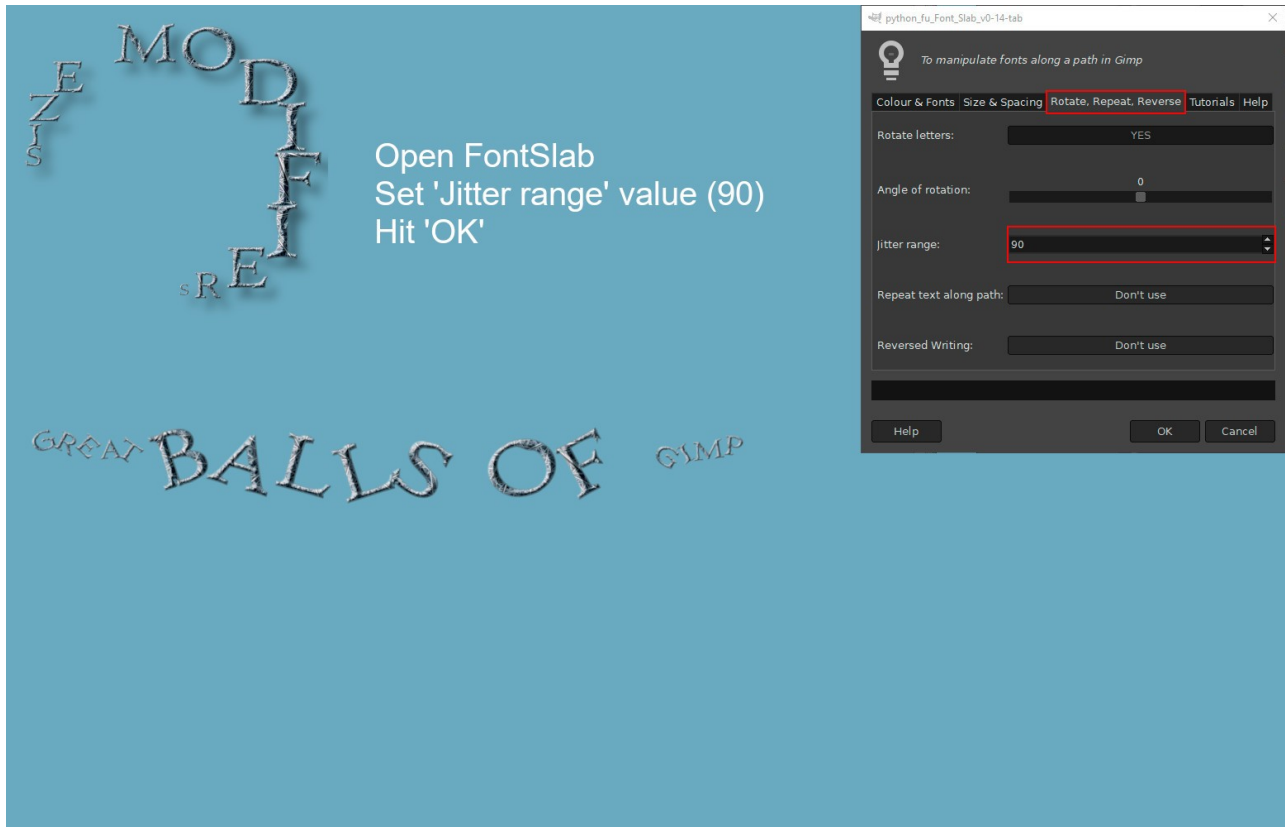 SIZE MODIFIERs
Open FontSlab
Set 'Jitter range' value (90)
Hit 'OK'
GREAT BALLS OF GIMP
python_fu_Font_Slab_v0-14-tab
To manipulate fonts along a path in Gimp
Colour & Fonts Size & Spacing Rotate, Repeat, Reverse Tutorials Help
Rotate letters: YES
Angle of rotation: 0
Jitter range: 90
Repeat text along path: Don't use
Reversed Writing: Don't use
Help OK Cancel